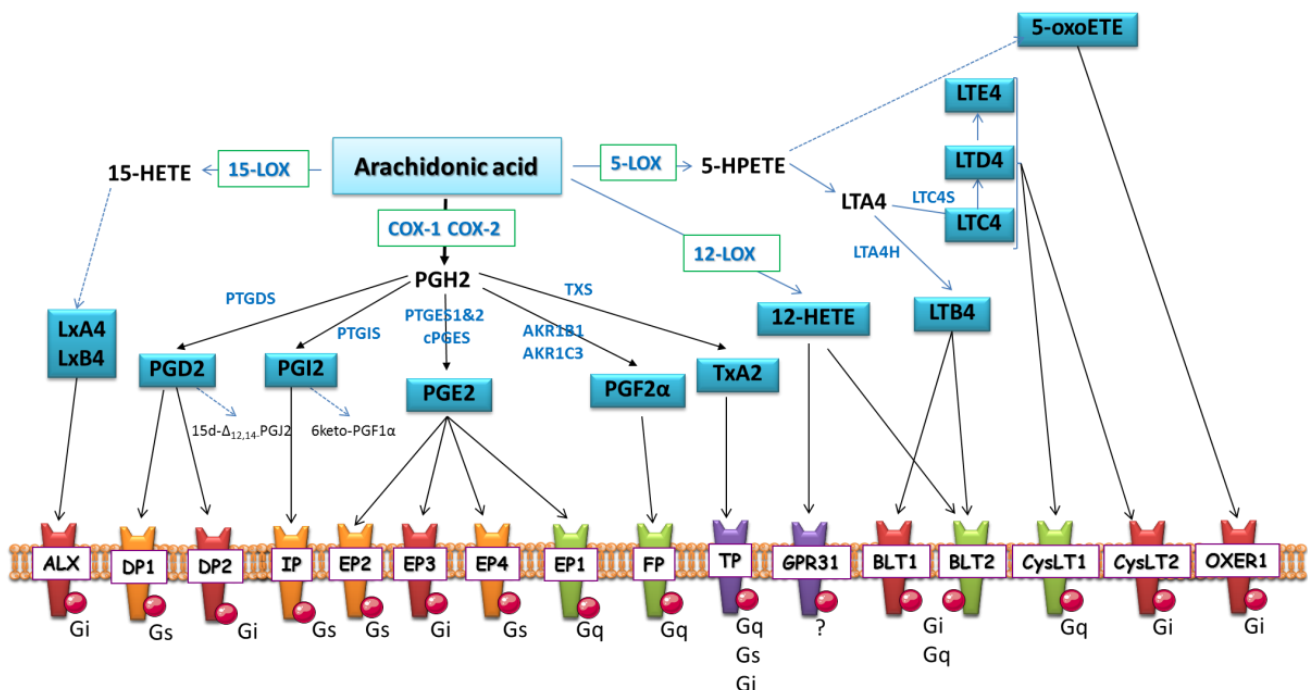 5-oxoETE
LTE4
15-HETE
15-LOX
Arachidonic acid
5-LOX
5-HPETE
LTD4
LTA4
LTC4S
LTC4
COX-1 COX-2
12-LOX
LTA4H
PGH2
PTGDS
PTGIS
PTGES1&2
cPGES
AKR1B1
AKR1C3
TXS
LxA4
LxB4
PGD2
PGI2
PGE2
PGF2α
TxA2
12-HETE
LTB4
15d-Δ12,14-PGJ2
6keto-PGF1α
ALX
DP1
DP2
IP
EP2
EP3
EP4
EP1
FP
TP
GPR31
BLT1
BLT2
CysLT1
CysLT2
OXER1
Gi
Gs
Gi
Gs
Gs
Gi
Gs
Gq
Gq
Gq
Gs
Gi
?
Gi
Gq
Gq
Gi
Gi